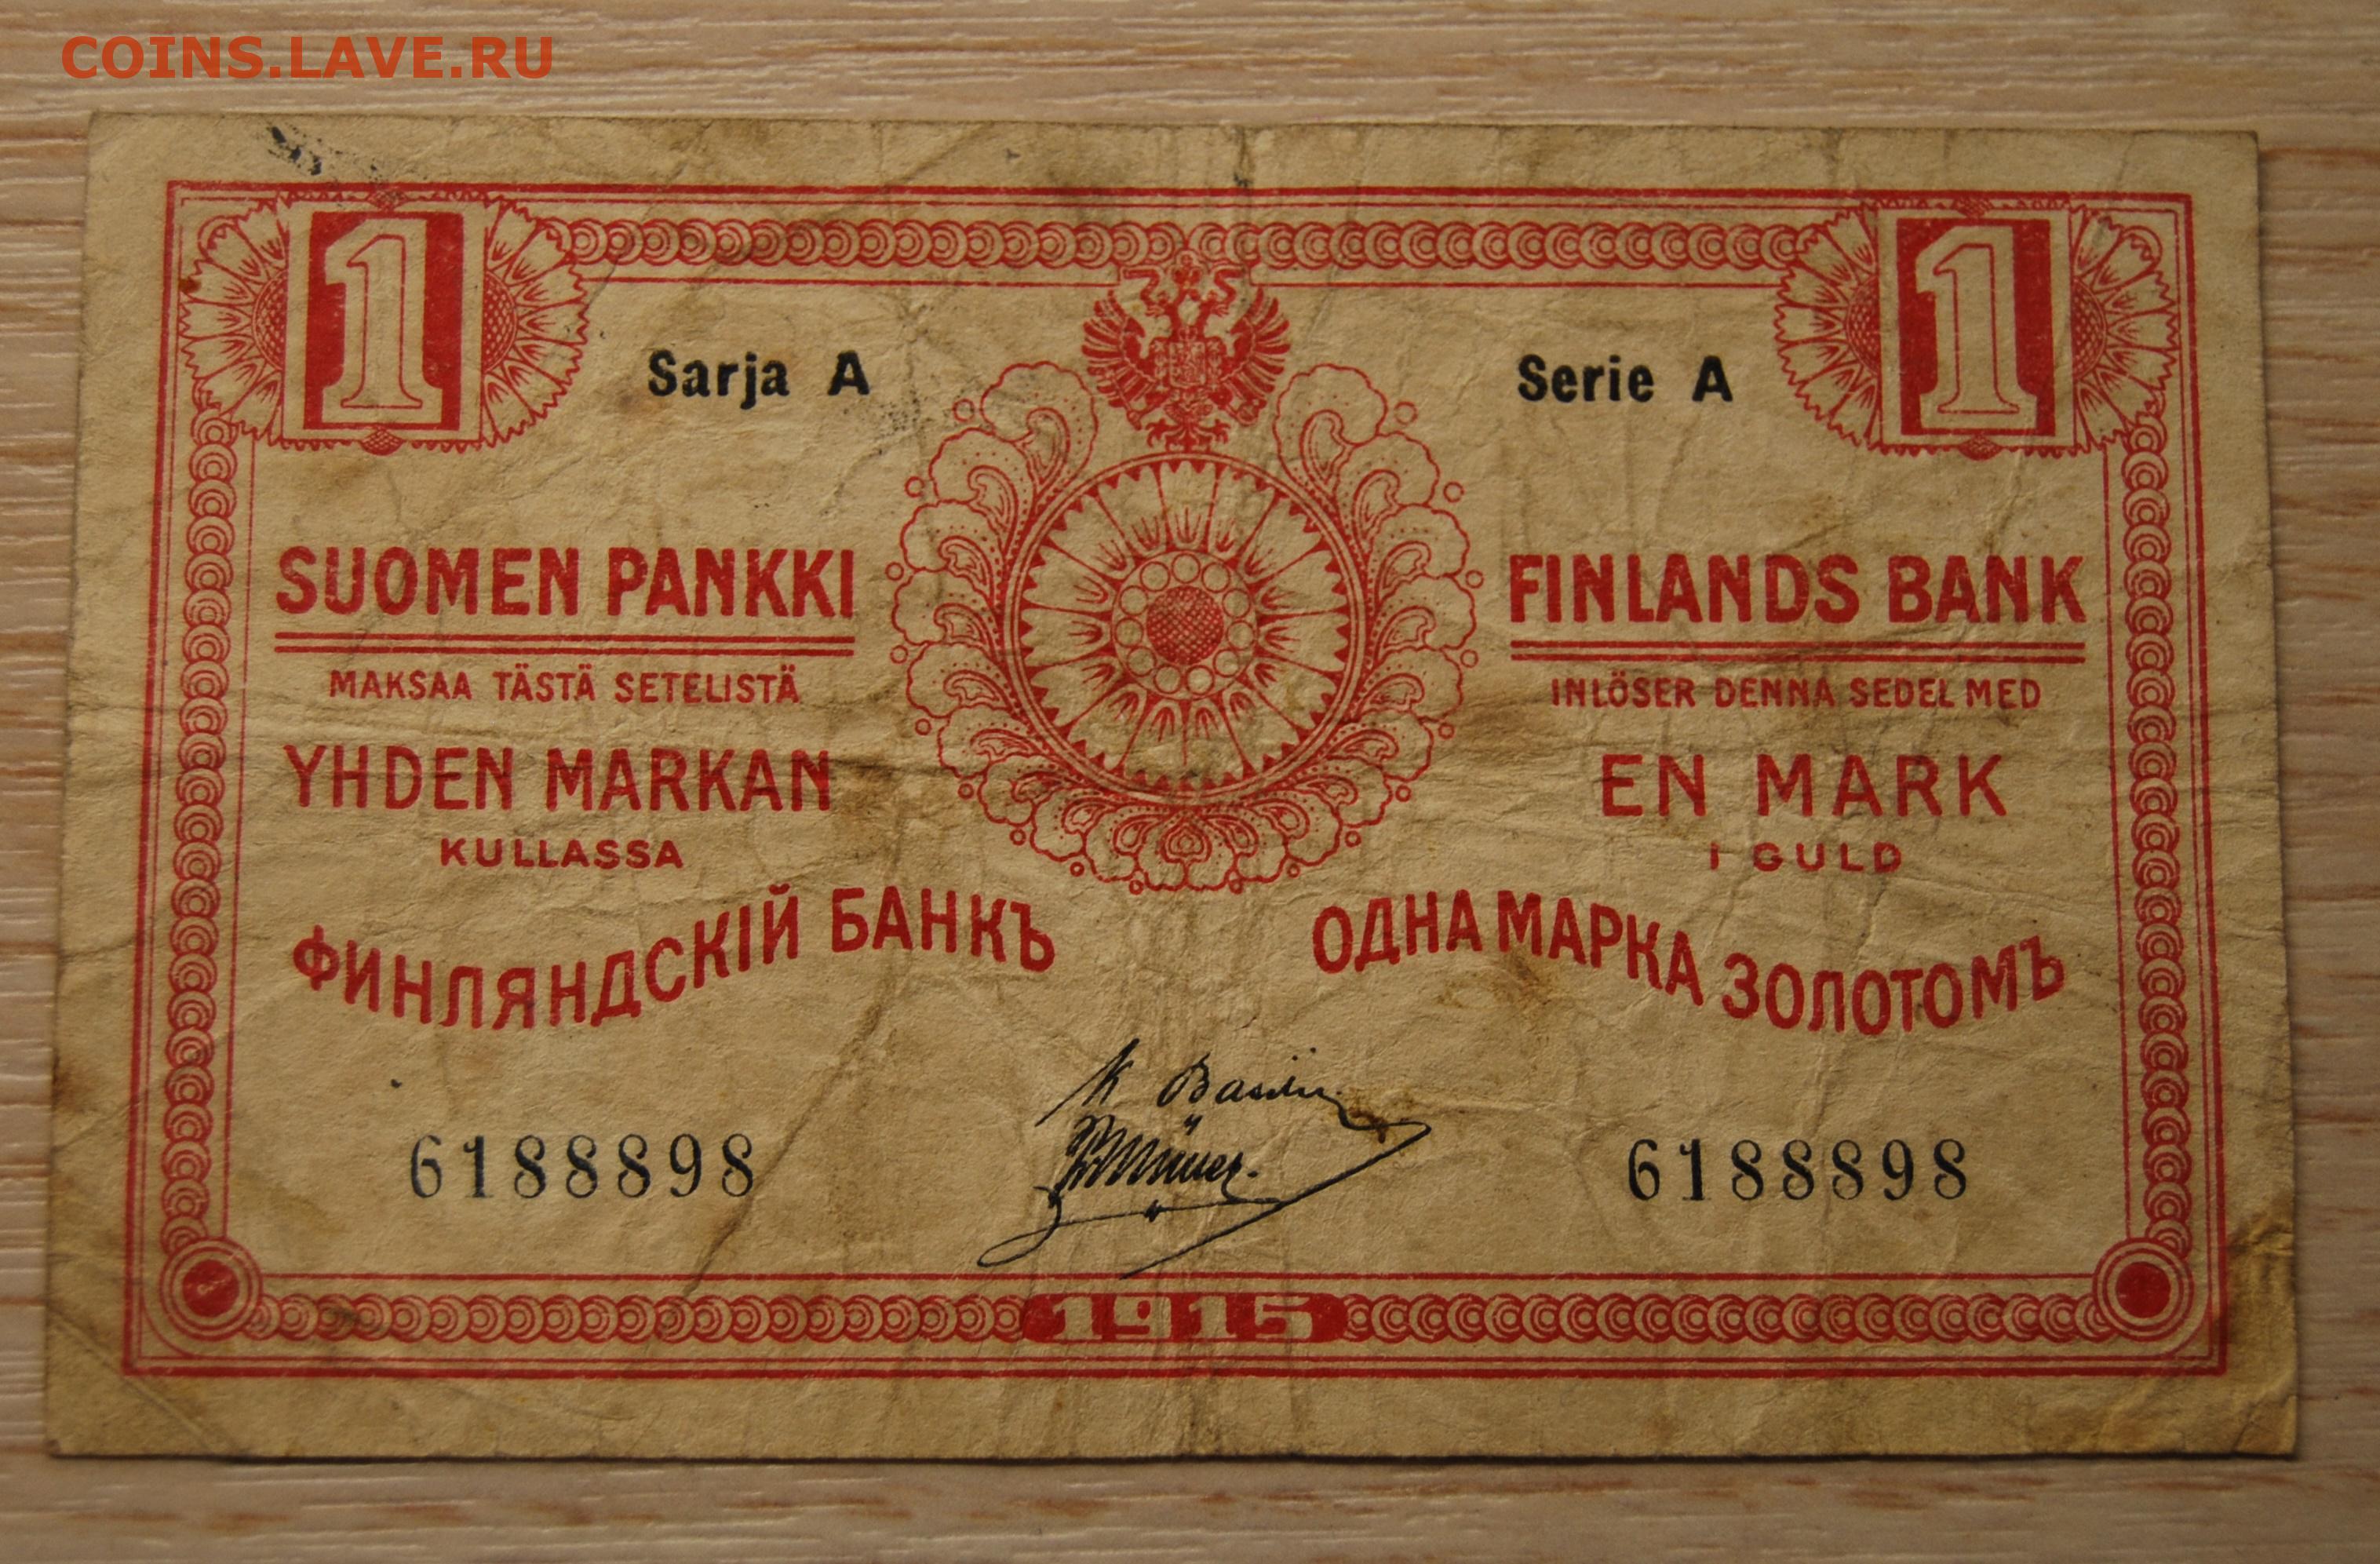 COINS.LAVE.RU
1 1
Sarja A Serie A
SUOMEN PANKKI
MAKSAA TÄSTÄ SETELISTÄ
YHDEN MARKAN
KULLASSA
FINLANDS BANK
INLÖSER DENNA SEDEL MED
EN MARK
I GULD
ФИНЛЯНДСКІЙ БАНКЪ
ОДНА МАРКА ЗОЛОТОМЪ
6188898 6188898
1915